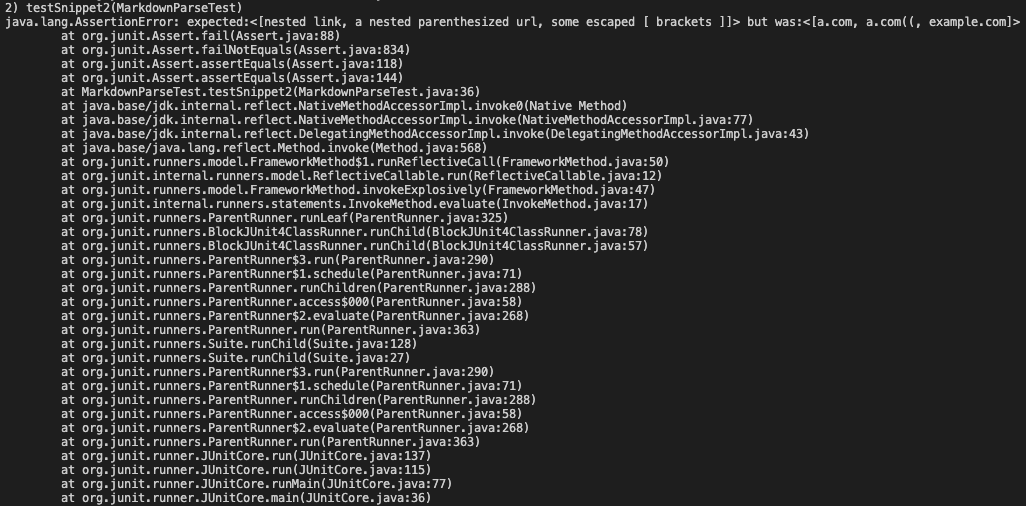 2) testSnippet2(MarkdownParseTest)
java.lang.AssertionError: expected:<[nested link, a nested parenthesized url, some escaped [ brackets ]]> but was:<[a.com, a.com((, example.com]>
at org.junit.Assert.fail(Assert.java:88)
at org.junit.Assert.failNotEquals(Assert.java:834)
at org.junit.Assert.assertEquals(Assert.java:118)
at org.junit.Assert.assertEquals(Assert.java:144)
at MarkdownParseTest.testSnippet2(MarkdownParseTest.java:36)
at java.base/jdk.internal.reflect.NativeMethodAccessorImpl.invoke0(Native Method)
at java.base/jdk.internal.reflect.NativeMethodAccessorImpl.invoke(NativeMethodAccessorImpl.java:77)
at java.base/jdk.internal.reflect.DelegatingMethodAccessorImpl.invoke(DelegatingMethodAccessorImpl.java:43)
at java.base/java.lang.reflect.Method.invoke(Method.java:568)
at org.junit.runners.model.FrameworkMethod$1.runReflectiveCall(FrameworkMethod.java:50)
at org.junit.internal.runners.model.ReflectiveCallable.run(ReflectiveCallable.java:12)
at org.junit.runners.model.FrameworkMethod.invokeExplosively(FrameworkMethod.java:47)
at org.junit.internal.runners.statements.InvokeMethod.evaluate(InvokeMethod.java:17)
at org.junit.runners.ParentRunner.runLeaf(ParentRunner.java:325)
at org.junit.runners.BlockJUnit4ClassRunner.runChild(BlockJUnit4ClassRunner.java:78)
at org.junit.runners.BlockJUnit4ClassRunner.runChild(BlockJUnit4ClassRunner.java:57)
at org.junit.runners.ParentRunner$3.run(ParentRunner.java:290)
at org.junit.runners.ParentRunner$1.schedule(ParentRunner.java:71)
at org.junit.runners.ParentRunner.runChildren(ParentRunner.java:288)
at org.junit.runners.ParentRunner.access$000(ParentRunner.java:58)
at org.junit.runners.ParentRunner$2.evaluate(ParentRunner.java:268)
at org.junit.runners.ParentRunner.run(ParentRunner.java:363)
at org.junit.runners.Suite.runChild(Suite.java:128)
at org.junit.runners.Suite.runChild(Suite.java:27)
at org.junit.runners.ParentRunner$3.run(ParentRunner.java:290)
at org.junit.runners.ParentRunner$1.schedule(ParentRunner.java:71)
at org.junit.runners.ParentRunner.runChildren(ParentRunner.java:288)
at org.junit.runners.ParentRunner.access$000(ParentRunner.java:58)
at org.junit.runners.ParentRunner$2.evaluate(ParentRunner.java:268)
at org.junit.runners.ParentRunner.run(ParentRunner.java:363)
at org.junit.runner.JUnitCore.run(JUnitCore.java:137)
at org.junit.runner.JUnitCore.run(JUnitCore.java:115)
at org.junit.runner.JUnitCore.runMain(JUnitCore.java:77)
at org.junit.runner.JUnitCore.main(JUnitCore.java:36)